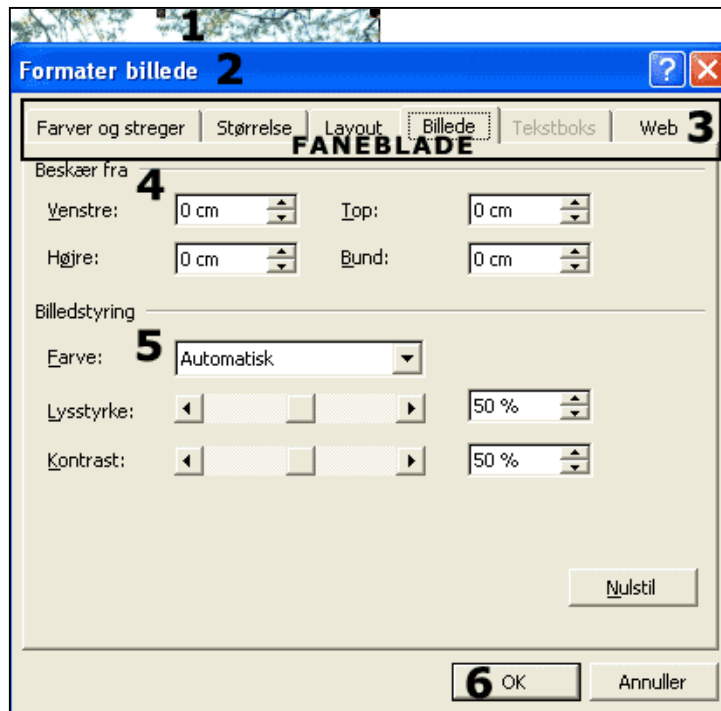 1
Formater billede 2
Farver og streger Størrelse Layout Billede Tekstboks Web 3
FANEBLADE
Beskær fra
4
Venstre: 0 cm Top: 0 cm
Højre: 0 cm Bund: 0 cm
Billedstyring
5
Farve: Automatisk
Lysstyrke: 50 %
Kontrast: 50 %
Nulstil
6 OK Annuller